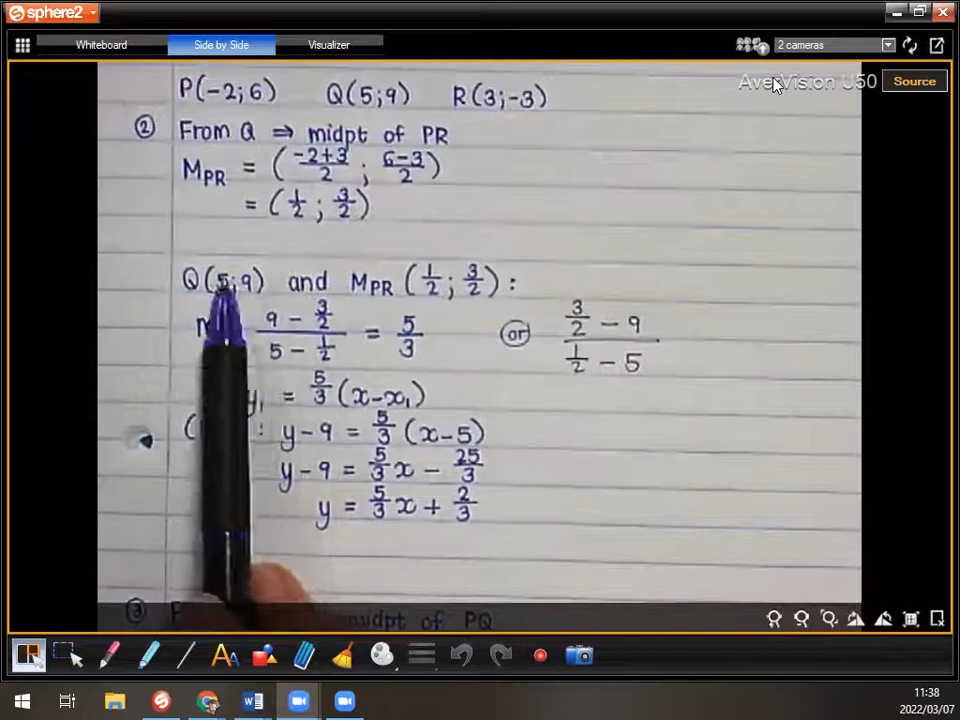 sphere2
Whiteboard Side by Side Visualizer 2 cameras
AverVision U50 Source
P(-2;6) Q(5;9) R(3;-3)
② From Q ⇒ midpt of PR
M_PR = ((-2+3)/2 ; (6-3)/2)
= (1/2 ; 3/2)
Q(5;9) and M_PR (1/2 ; 3/2) :
(9 - 3/2)/(5 - 1/2) = 5/3 (or) (3/2 - 9)/(1/2 - 5)
y₁ = 5/3 (x-x₁)
( : y-9 = 5/3 (x-5)
y-9 = 5/3 x - 25/3
y = 5/3 x + 2/3
③ midpt of PQ
11:38
2022/03/07